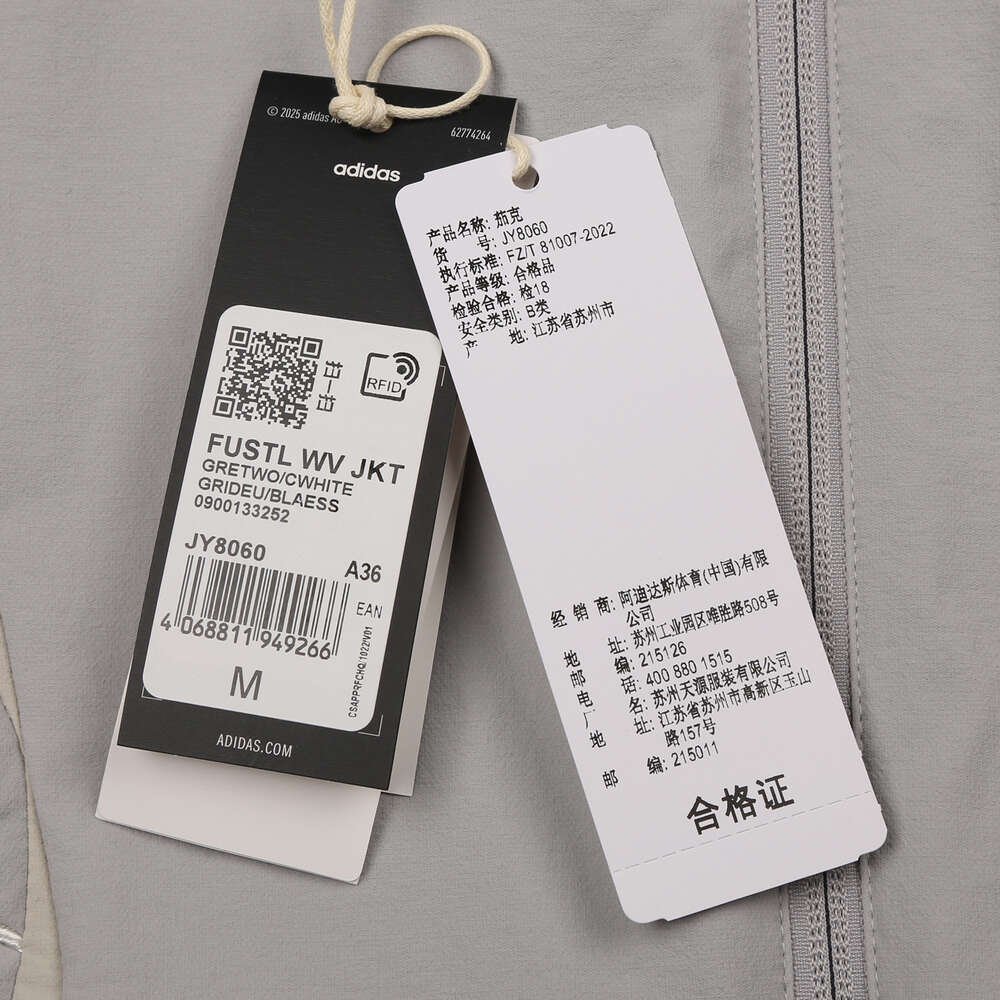 © 2025 adidas AG
62774264
adidas
RFID
FUSTL WV JKT
GRETWO/CWHITE
GRIDEU/BLAESS
0900133252
JY8060
A36
EAN
4 068811 949266
M
CSAPPRFCHQ/1022/V01
ADIDAS.COM
产品名称: 茄克
货 号: JY8060
执行标准: FZ/T 81007-2022
产品等级: 合格品
检验合格: 检18
安全类别: B类
产 地: 江苏省苏州市
经 销 商: 阿迪达斯体育(中国)有限
公司
地 址: 苏州工业园区唯胜路508号
邮 编: 215126
电 话: 400 880 1515
厂 名: 苏州天源服装有限公司
地 址: 江苏省苏州市高新区玉山
路157号
邮 编: 215011
合格证